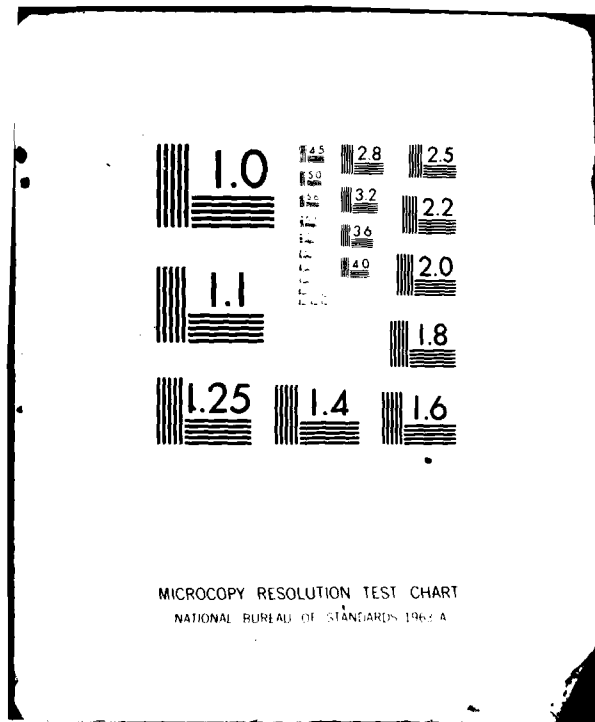 1.0
4.5 2.8 2.5
5.0
5.6 3.2 2.2
3.6
4.0 2.0
1.1
1.8
1.25 1.4 1.6
MICROCOPY RESOLUTION TEST CHART
NATIONAL BUREAU OF STANDARDS-1963-A